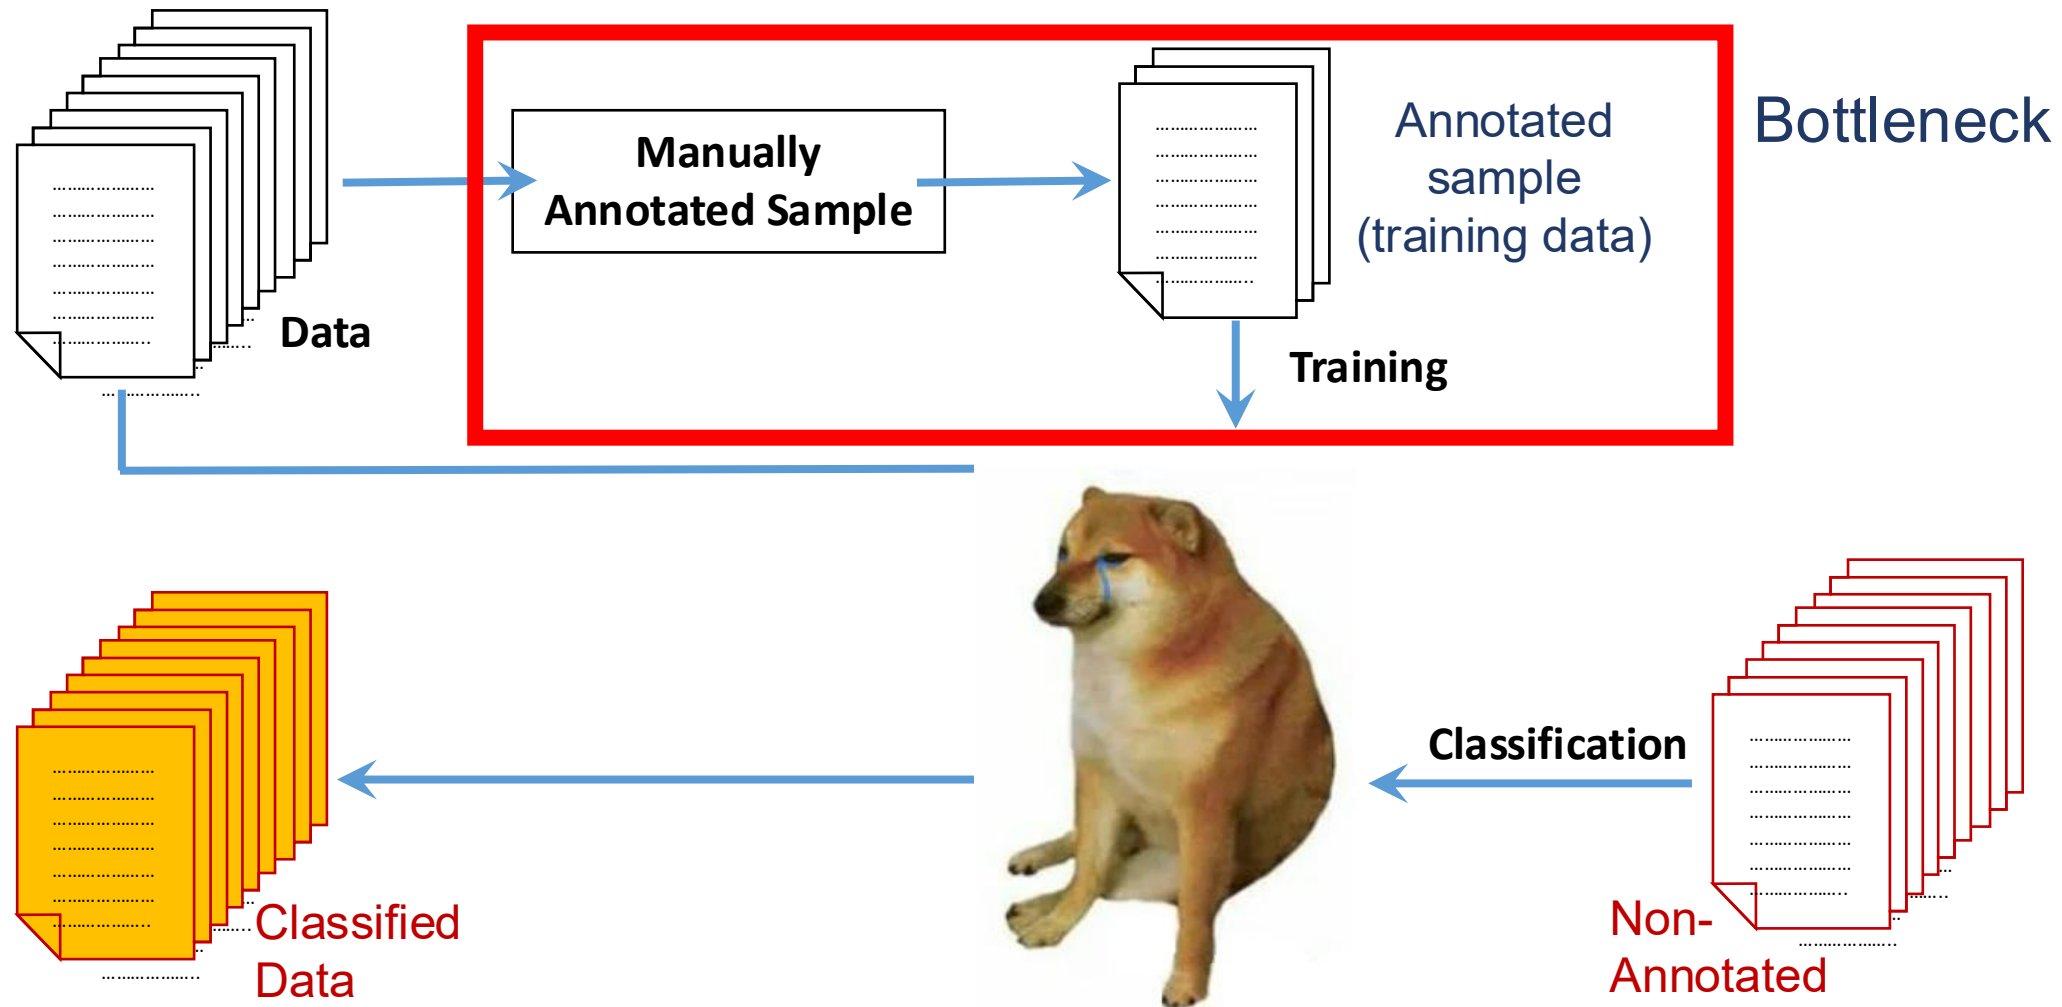 Data
Manually
Annotated Sample
Annotated
sample
(training data)
Bottleneck
Training
Classification
Classified
Data
Non-
Annotated